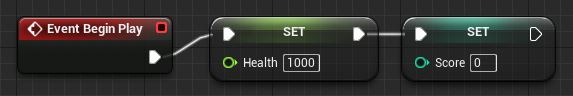 Event Begin Play
SET
Health 1000
SET
Score 0